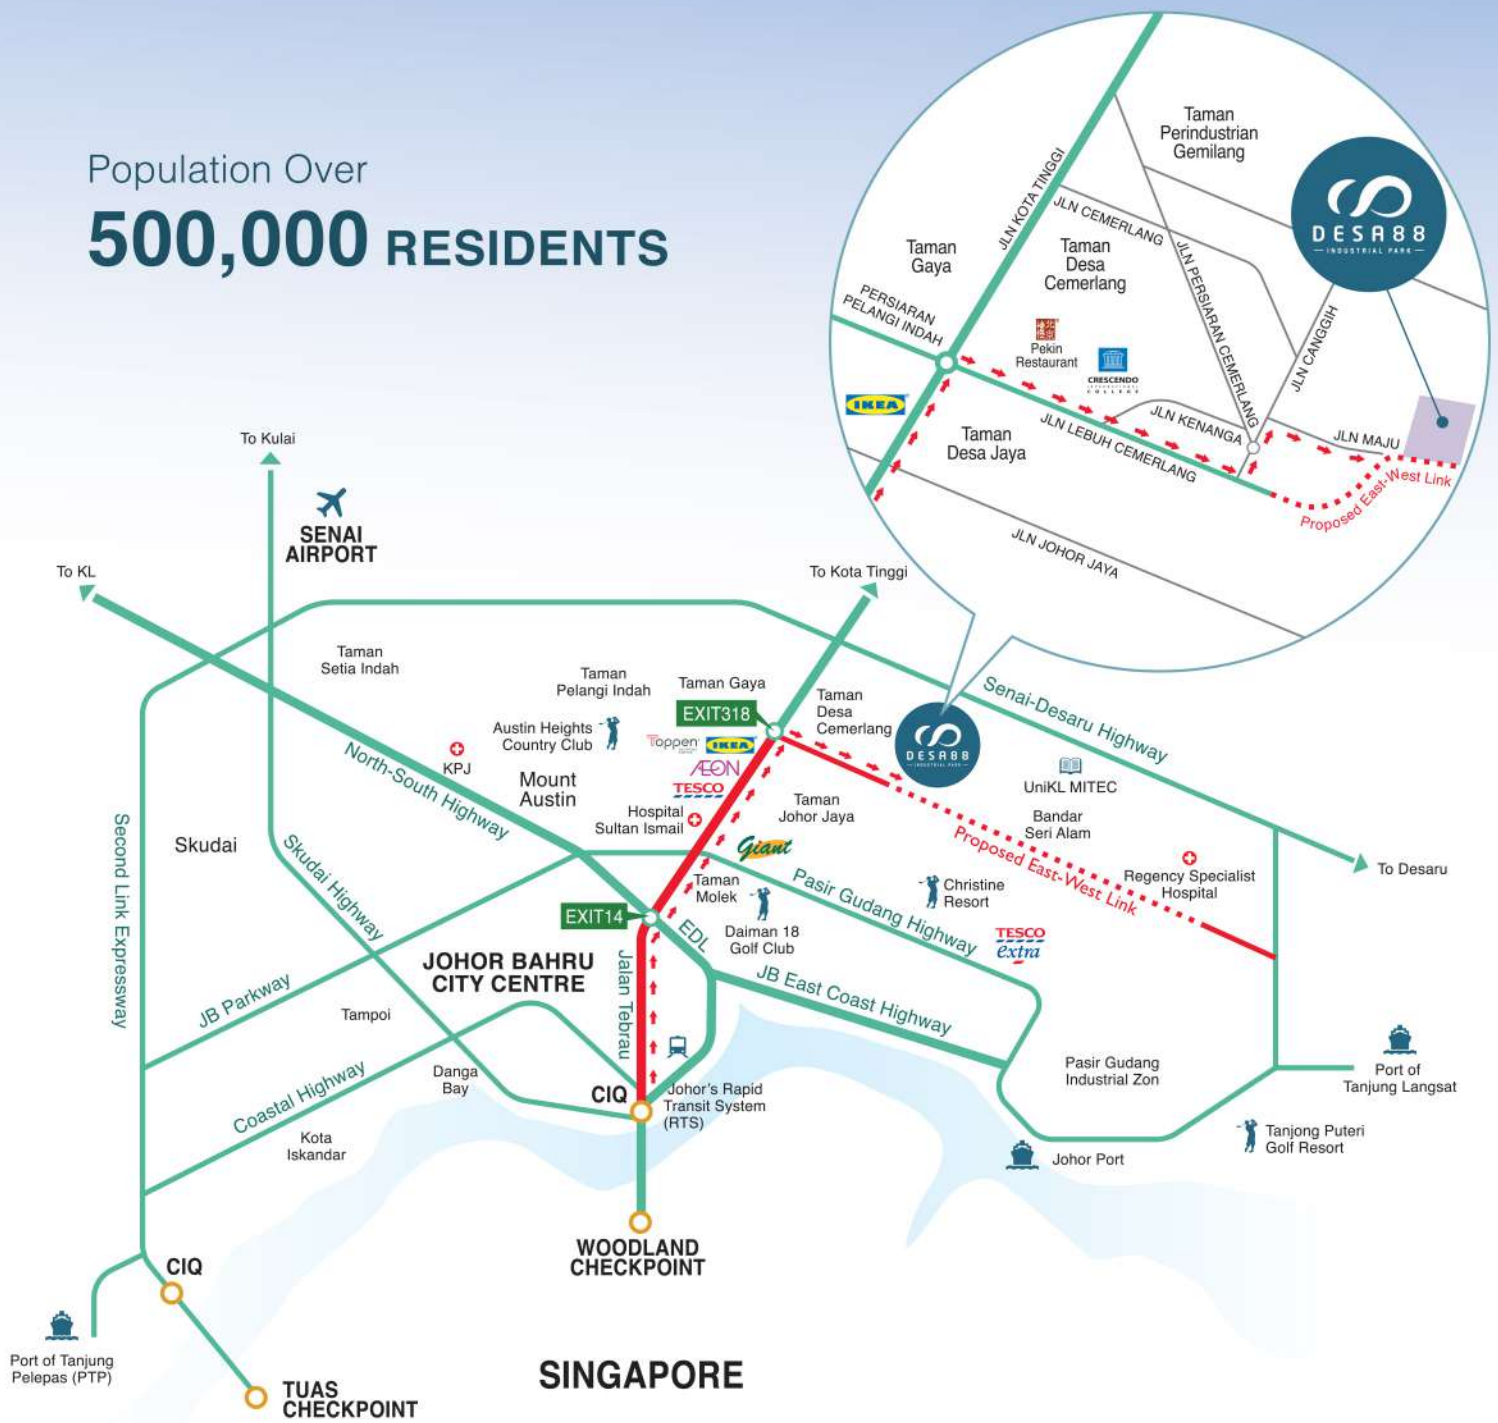 Population Over
500,000 RESIDENTS
Taman
Perindustrian
Gemilang
DESA88
INDUSTRIAL PARK
JLN KOTA TINGGI
JLN CEMERLANG
Taman
Gaya
Taman
Desa
Cemerlang
JLN PERSIARAN CEMERLANG
PERSIARAN
PELANGI INDAH
北京
樓
Pekin
Restaurant
CRESCENDO
INTERNATIONAL
COLLEGE
JLN CANGGIH
IKEA
JLN KENANGA
Taman
Desa Jaya
JLN LEBUH CEMERLANG
JLN MAJU
Proposed East-West Link
JLN JOHOR JAYA
To Kulai
SENAI
AIRPORT
To KL
To Kota Tinggi
Taman
Setia Indah
Taman
Pelangi Indah
Taman Gaya
EXIT318
Taman
Desa
Cemerlang
DESA88
INDUSTRIAL PARK
Senai-Desaru Highway
Austin Heights
Country Club
Toppen
IKEA
ÆON
TESCO
KPJ
North-South Highway
Mount
Austin
Hospital
Sultan Ismail
Taman
Johor Jaya
UniKL MITEC
Bandar
Seri Alam
Proposed East-West Link
Giant
Second Link Expressway
Skudai
Skudai Highway
Taman
Molek
Pasir Gudang Highway
Christine
Resort
Regency Specialist
Hospital
To Desaru
EXIT14
EDL
Daiman 18
Golf Club
TESCO
extra
JOHOR BAHRU
CITY CENTRE
Jalan Tebrau
JB East Coast Highway
JB Parkway
Tampoi
Coastal Highway
Danga
Bay
CIQ
Johor's Rapid
Transit System
(RTS)
Pasir Gudang
Industrial Zon
Port of
Tanjung Langsat
Kota
Iskandar
Johor Port
Tanjong Puteri
Golf Resort
WOODLAND
CHECKPOINT
CIQ
Port of Tanjung
Pelepas (PTP)
SINGAPORE
TUAS
CHECKPOINT